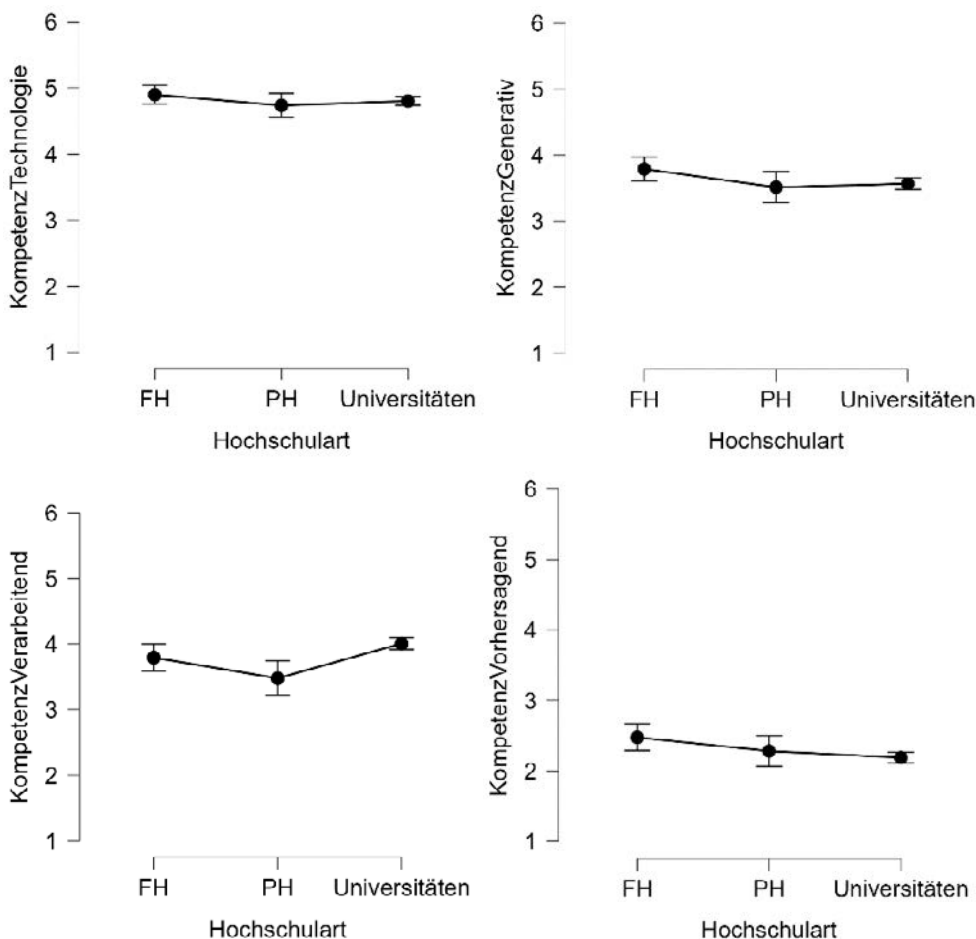 6
5
4
3
2
1
KompetenzTechnologie
FH PH Universitäten
Hochschulart
6
5
4
3
2
1
KompetenzGenerativ
FH PH Universitäten
Hochschulart
6
5
4
3
2
1
KompetenzVerarbeitend
FH PH Universitäten
Hochschulart
6
5
4
3
2
1
KompetenzVorhersagend
FH PH Universitäten
Hochschulart